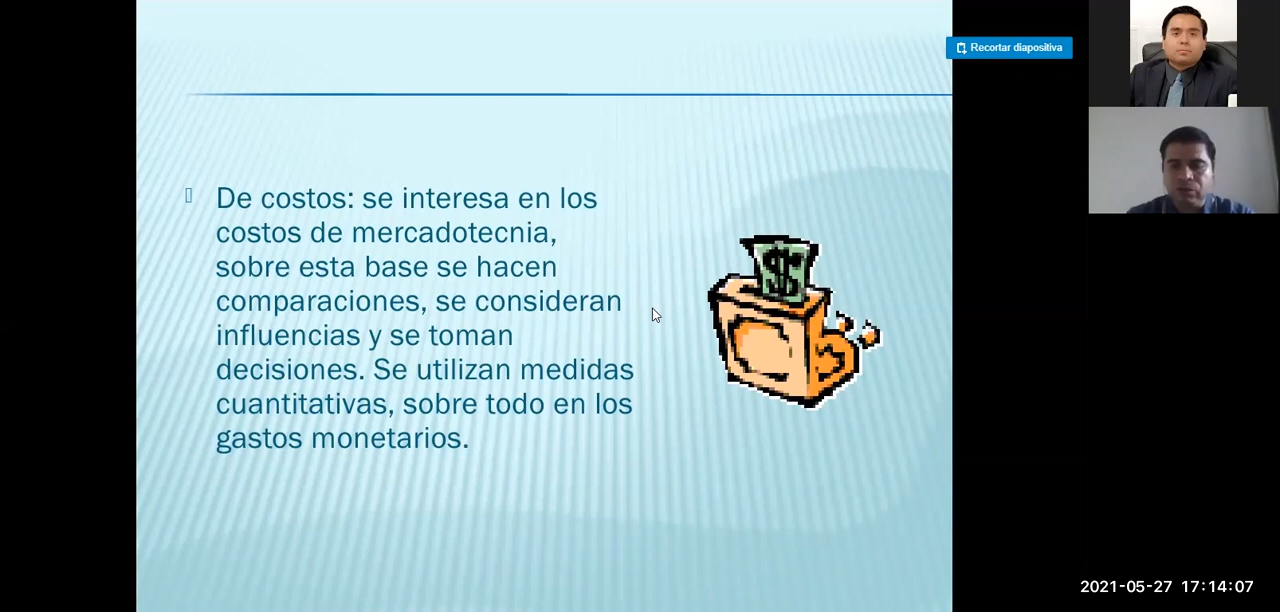 Recortar diapositiva
De costos: se interesa en los
costos de mercadotecnia,
sobre esta base se hacen
comparaciones, se consideran
influencias y se toman
decisiones. Se utilizan medidas
cuantitativas, sobre todo en los
gastos monetarios.
$
2021-05-27 17:14:07